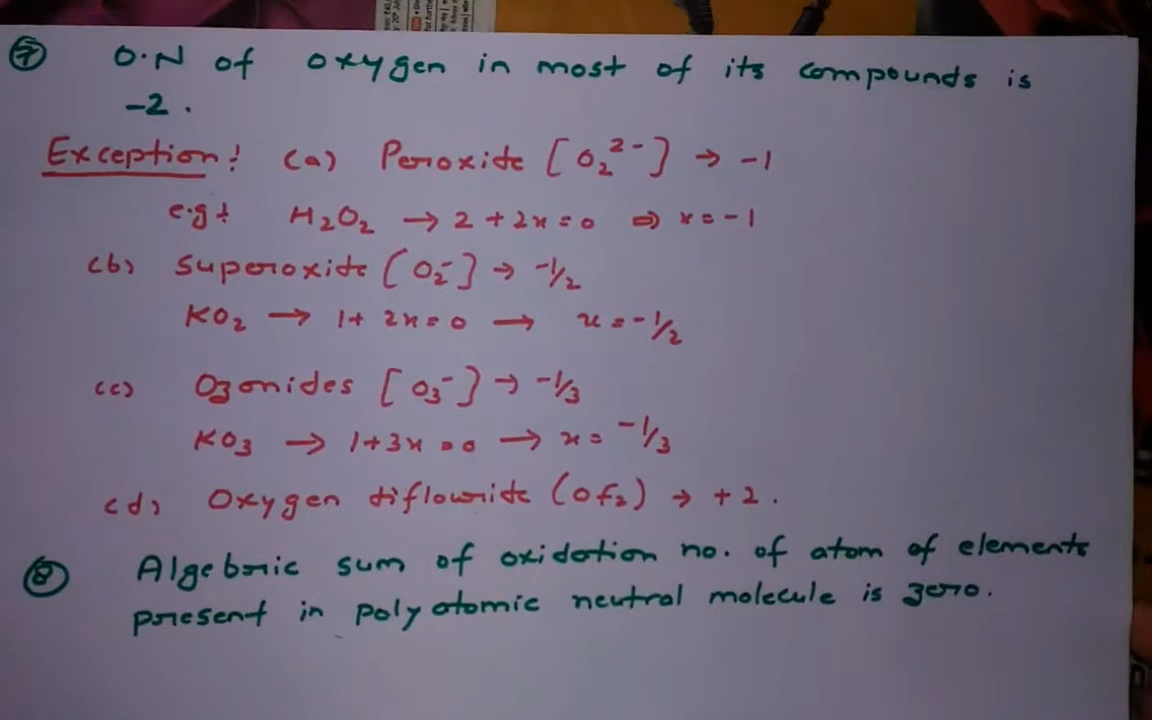 ⑦ O.N of oxygen in most of its compounds is
-2.
Exception: (a) Peroxide [O₂²⁻] → -1
e.g: H₂O₂ → 2 + 2x = 0 ⇒ x = -1
(b) Superoxide [O₂⁻] → -1/2
KO₂ → 1 + 2x = 0 → x = -1/2
(c) Ozonides [O₃⁻] → -1/3
KO₃ → 1 + 3x = 0 → x = -1/3
(d) Oxygen diflouride (OF₂) → +2.
⑧ Algebric sum of oxidation no. of atom of elements
present in polyatomic neutral molecule is zero.